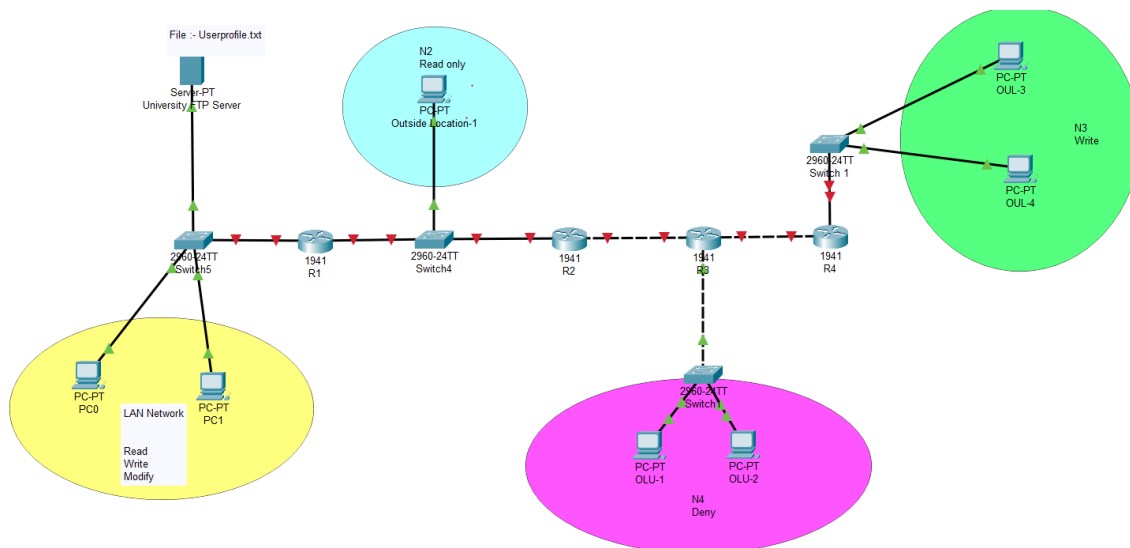 File :- Userprofile.txt
Server-PT
University FTP Server
N2
Read only
PC-PT
Outside Location-1
PC-PT
OUL-3
N3
Write
2960-24TT
Switch 1
PC-PT
OUL-4
2960-24TT
Switch5
1941
R1
2960-24TT
Switch4
1941
R2
1941
R3
1941
R4
PC-PT
PC0
PC-PT
PC1
LAN Network
Read
Write
Modify
2960-24TT
Switch1
PC-PT
OLU-1
PC-PT
OLU-2
N4
Deny